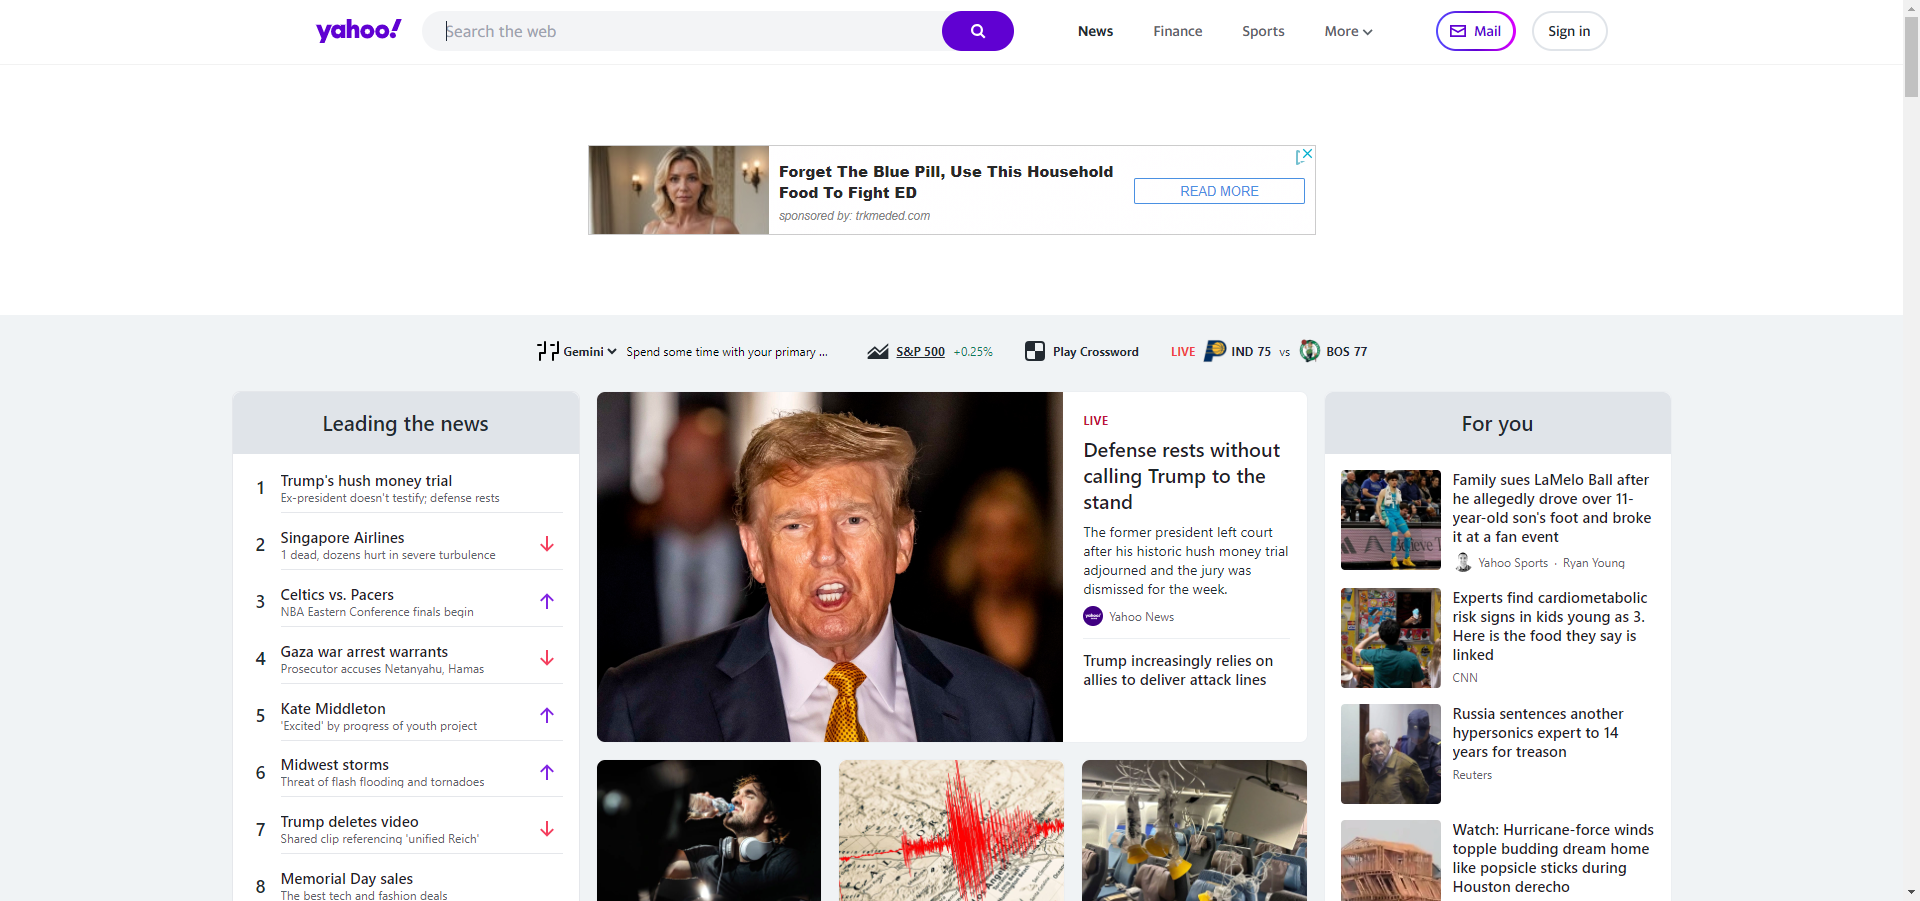 yahoo!
Search the web
News
Finance
Sports
More
Mail
Sign in
Forget The Blue Pill, Use This Household
Food To Fight ED
sponsored by: trkmeded.com
READ MORE
Gemini
Spend some time with your primary ...
S&P 500 +0.25%
Play Crossword
LIVE IND 75 vs BOS 77
Leading the news
1
Trump's hush money trial
Ex-president doesn't testify; defense rests
2
Singapore Airlines
1 dead, dozens hurt in severe turbulence
3
Celtics vs. Pacers
NBA Eastern Conference finals begin
4
Gaza war arrest warrants
Prosecutor accuses Netanyahu, Hamas
5
Kate Middleton
'Excited' by progress of youth project
6
Midwest storms
Threat of flash flooding and tornadoes
7
Trump deletes video
Shared clip referencing 'unified Reich'
8
Memorial Day sales
The best tech and fashion deals
LIVE
Defense rests without
calling Trump to the
stand
The former president left court
after his historic hush money trial
adjourned and the jury was
dismissed for the week.
Yahoo News
Trump increasingly relies on
allies to deliver attack lines
For you
Family sues LaMelo Ball after
he allegedly drove over 11-
year-old son's foot and broke
it at a fan event
Yahoo Sports · Ryan Young
Experts find cardiometabolic
risk signs in kids young as 3.
Here is the food they say is
linked
CNN
Russia sentences another
hypersonics expert to 14
years for treason
Reuters
Watch: Hurricane-force winds
topple budding dream home
like popsicle sticks during
Houston derecho